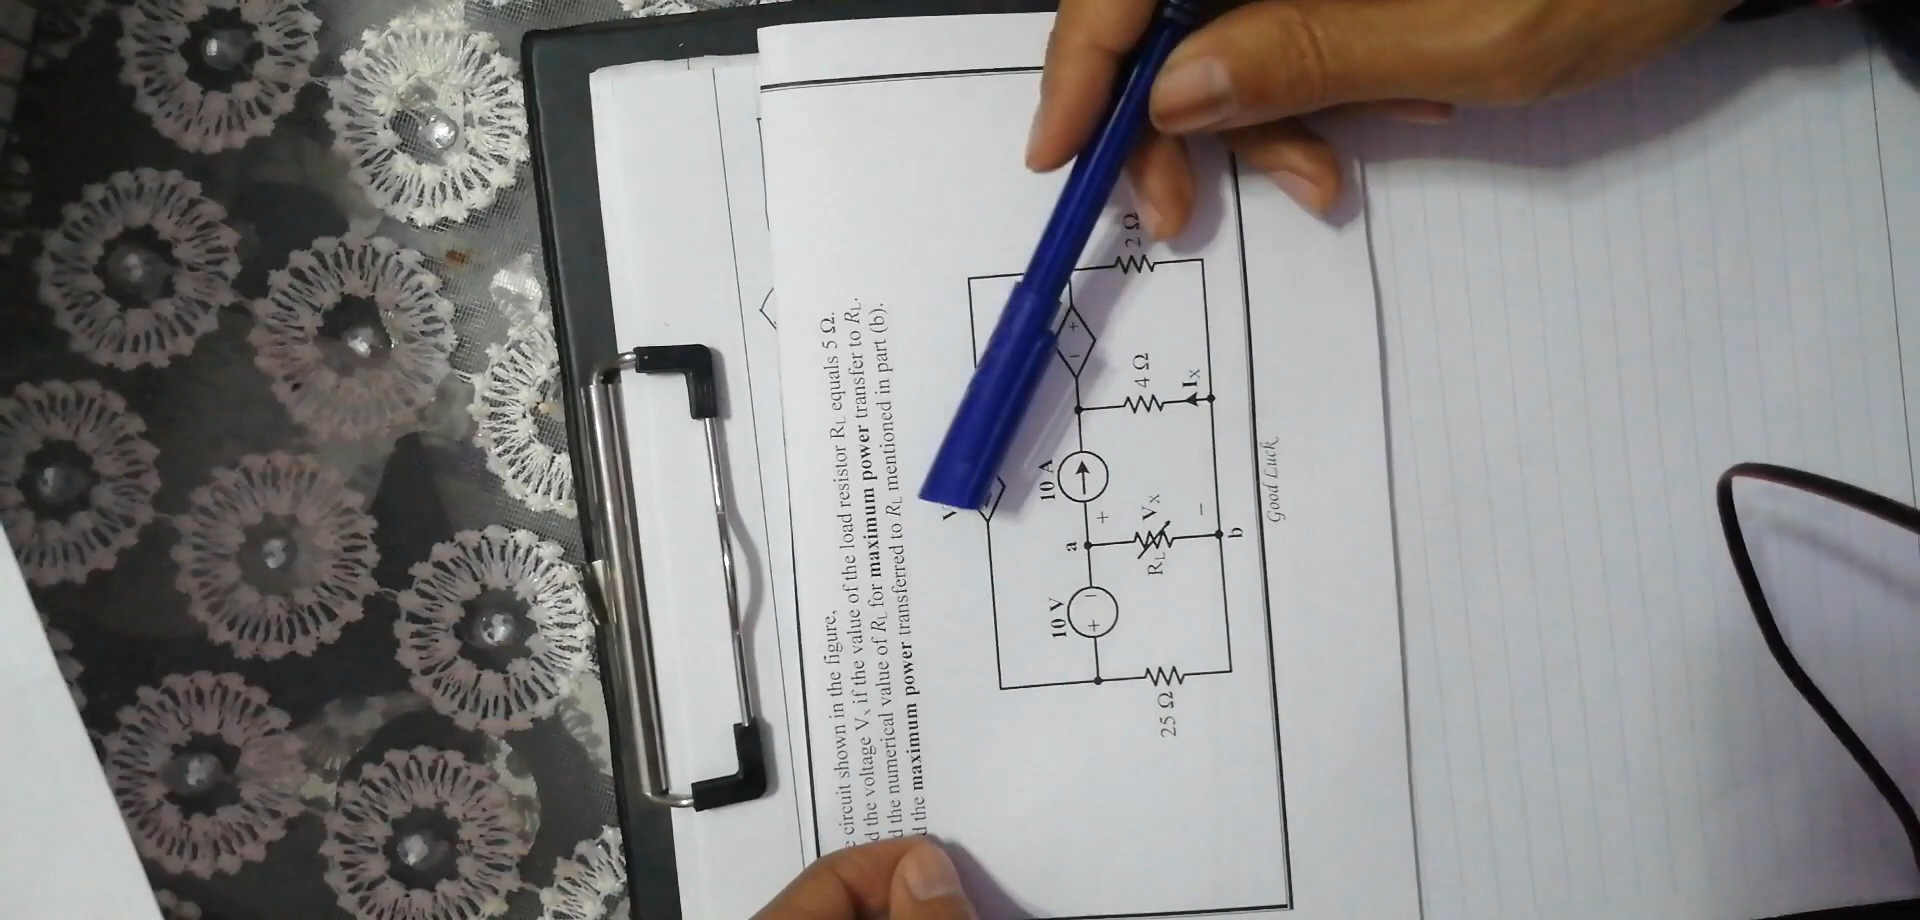 circuit shown in the figure.
the voltage Vx if the value of the load resistor RL equals 5 Ω.
the numerical value of RL for maximum power transfer to RL.
the maximum power transferred to RL mentioned in part (b).
10 V
+
−
a
10 A
− +
25 Ω
RL
+
Vx
−
4 Ω
Ix
2 Ω
b
Good Luck